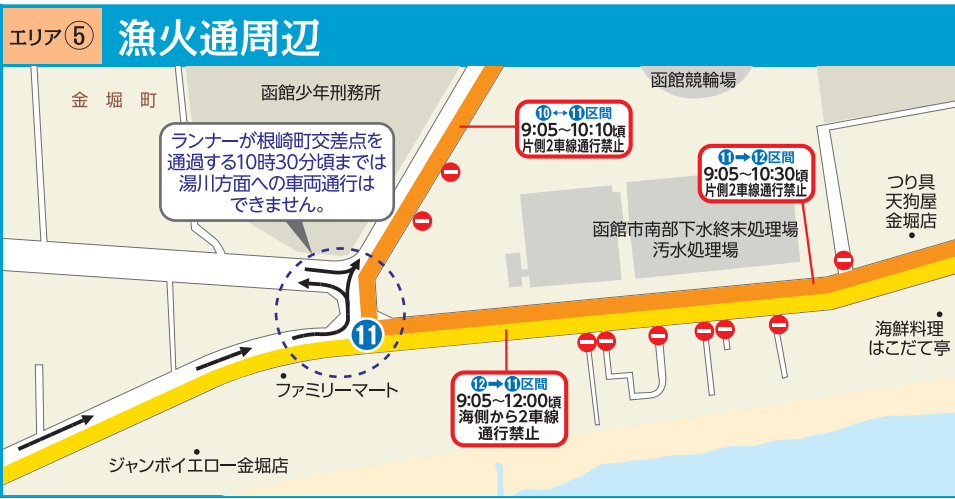 エリア⑤
漁火通周辺
金堀町
函館少年刑務所
函館競輪場
ランナーが根崎町交差点を
通過する10時30分頃までは
湯川方面への車両通行は
できません。
⑩↔⑪区間
9:05〜10:10頃
片側2車線通行禁止
⑪➡⑫区間
9:05〜10:30頃
片側2車線通行禁止
つり具
天狗屋
金堀店
函館市南部下水終末処理場
汚水処理場
11
海鮮料理
はこだて亭
ファミリーマート
⑫➡⑪区間
9:05〜12:00頃
海側から2車線
通行禁止
ジャンボイエロー金堀店